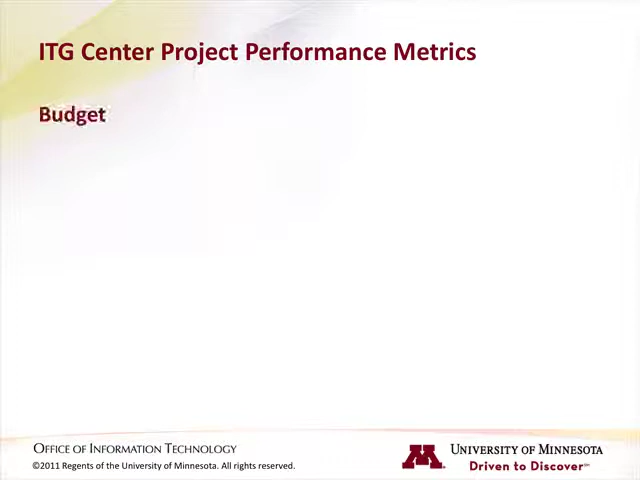 ITG Center Project Performance Metrics
Budget
OFFICE OF INFORMATION TECHNOLOGY
©2011 Regents of the University of Minnesota. All rights reserved.
UNIVERSITY OF MINNESOTA
Driven to Discover